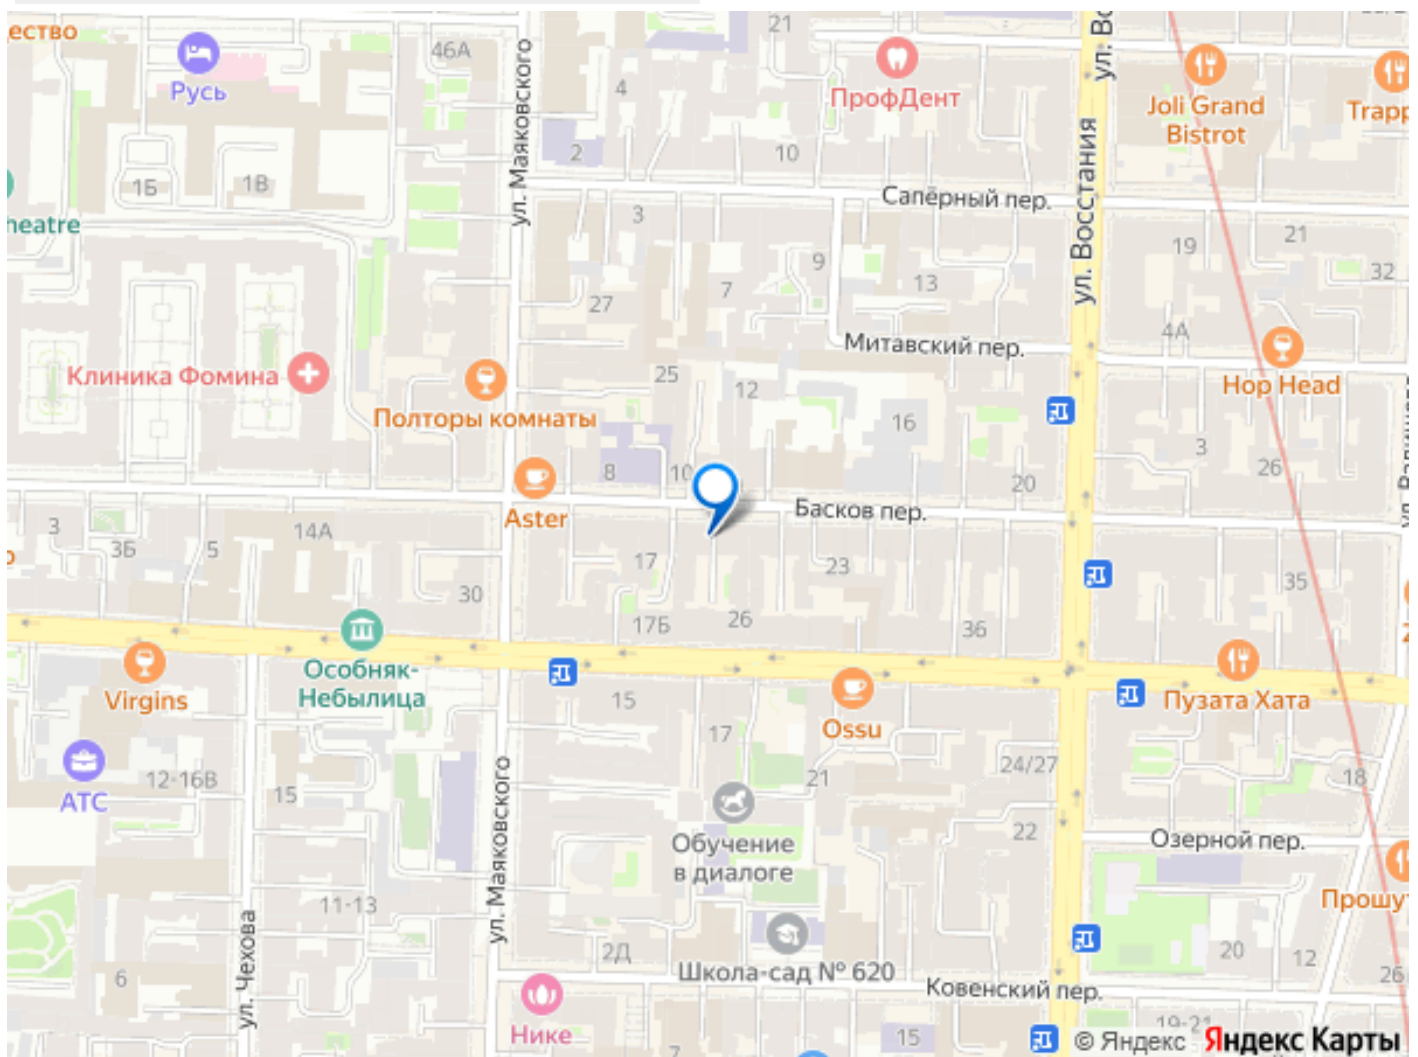 ество
46А
21
ул. Маяковского
ул. Во
Русь
4
ПрофДент
Joli Grand
Bistrot
Trapp
2
10
ул. Восстания
1Б
1В
Сапёрный пер.
heatre
3
19
21
9
32
7
13
27
4А
Митавский пер.
Клиника Фомина
25
12
Hop Head
Полторы комнаты
16
3
26
8
10
20
Aster
Басков пер.
3
3Б
5
14А
17
23
35
30
17Б
26
36
Особняк-
Небылица
Virgins
15
Ossu
Пузата Хата
17
24/27
18
АТС
12-16В
15
21
22
Озерной пер.
Обучение
в диалоге
ул. Маяковского
11-13
Прошу
ул. Чехова
2Д
20
12
6
Школа-сад № 620
26
Ковенский пер.
Нике
15
19-21
7
© Яндекс Яндекс Карты